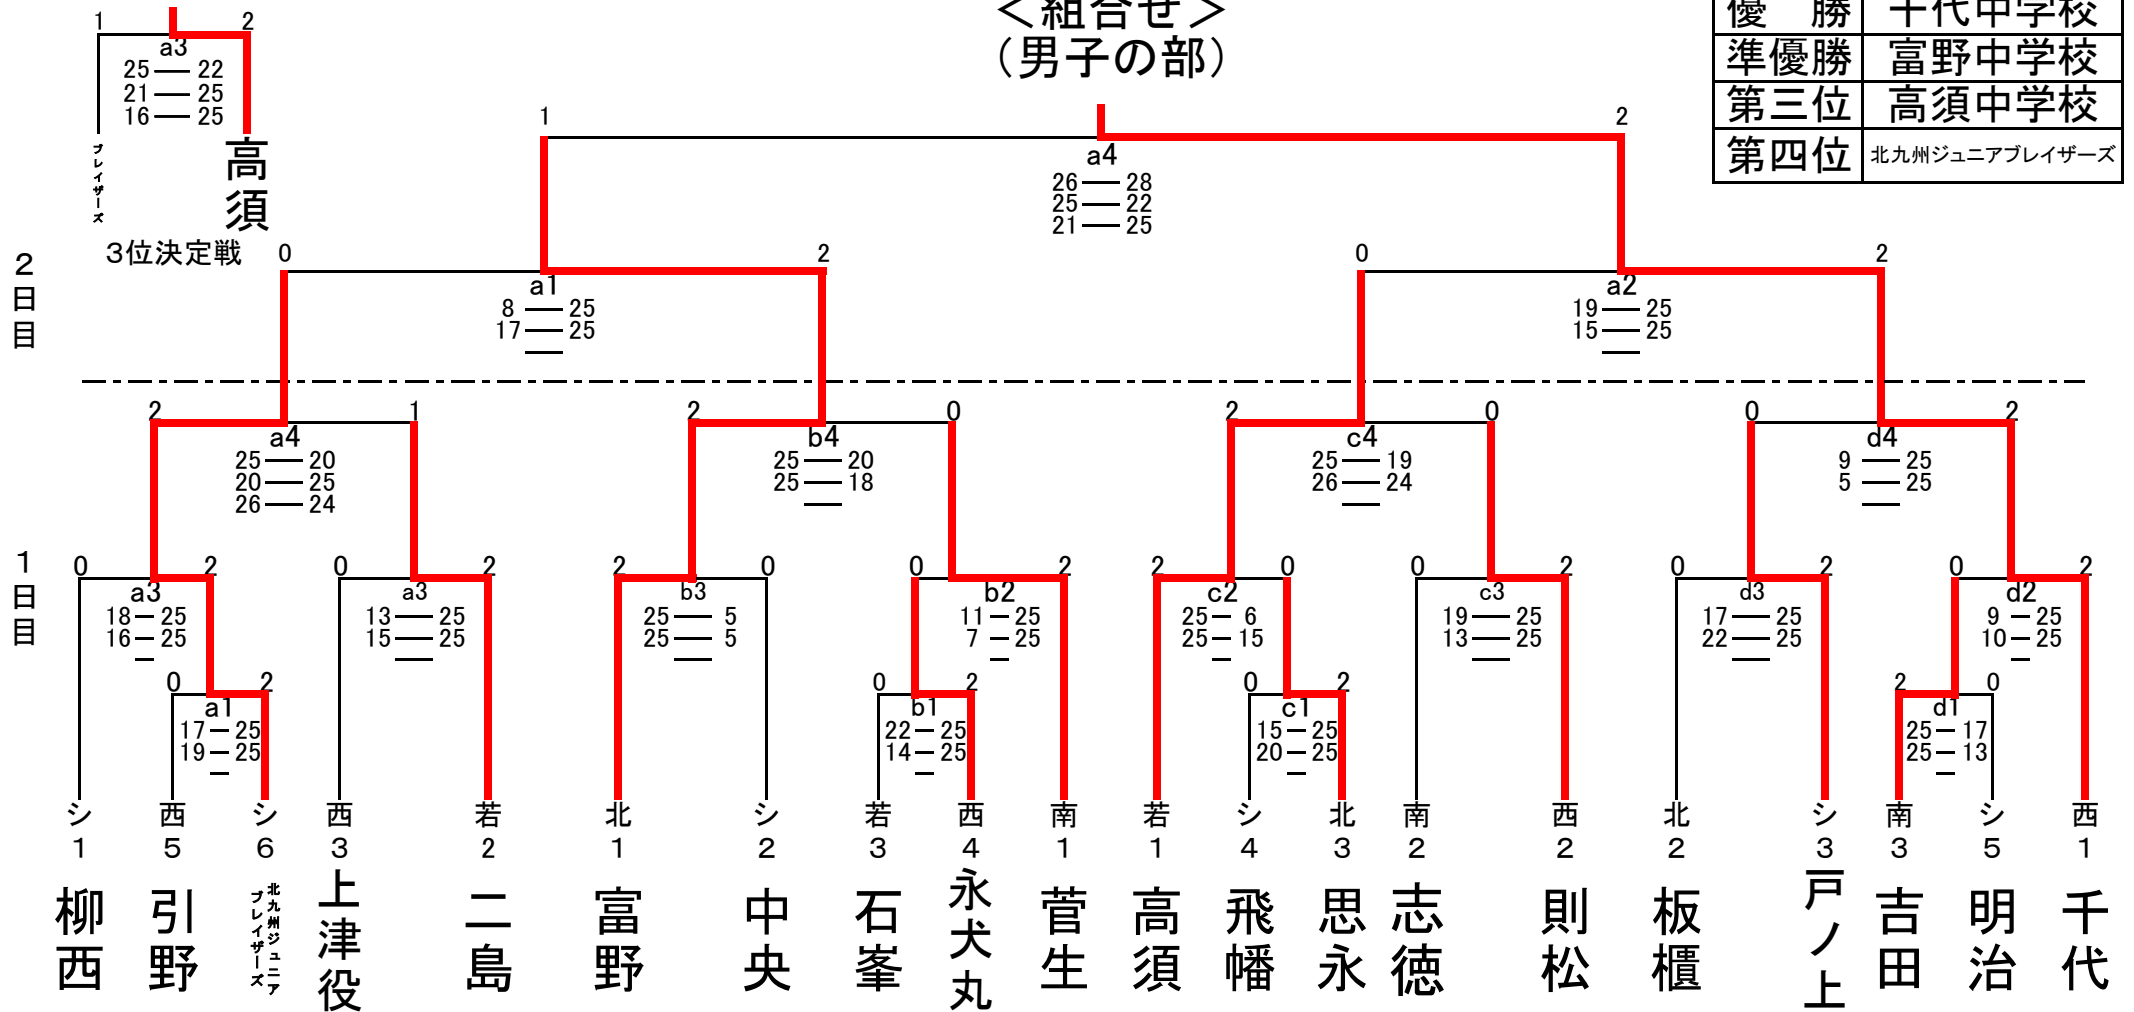 ＜組合せ＞
（男子の部）
優　勝　千代中学校
準優勝　富野中学校
第三位　高須中学校
第四位　北九州ジュニアブレイザーズ
1　2
a3
25　22
21　25
16　25
ブレイザーズ
高須
３位決定戦
1　2
a4
26　28
25　22
21　25
２日目
0　2
a1
8　25
17　25
0　2
a2
19　25
15　25
2　1
a4
25　20
20　25
26　24
2　0
b4
25　20
25　18
2　0
c4
25　19
26　24
0　2
d4
9　25
5　25
１日目
0　2
a3
18　25
16　25
0　2
a3
13　25
15　25
2　0
b3
25　5
25　5
0　2
b2
11　25
7　25
2　0
c2
25　6
25　15
0　2
c3
19　25
13　25
0　2
d3
17　25
22　25
0　2
d2
9　25
10　25
0　2
a1
17　25
19　25
0　2
b1
22　25
14　25
0　2
c1
15　25
20　25
2　0
d1
25　17
25　13
シ1　柳西
西5　引野
シ6　北九州ジュニアブレイザーズ
西3　上津役
若2　二島
北1　富野
シ2　中央
若3　石峯
西4　永犬丸
南1　菅生
若1　高須
シ4　飛幡
北3　思永
南2　志徳
西2　則松
北2　板櫃
シ3　戸ノ上
南3　吉田
シ5　明治
西1　千代